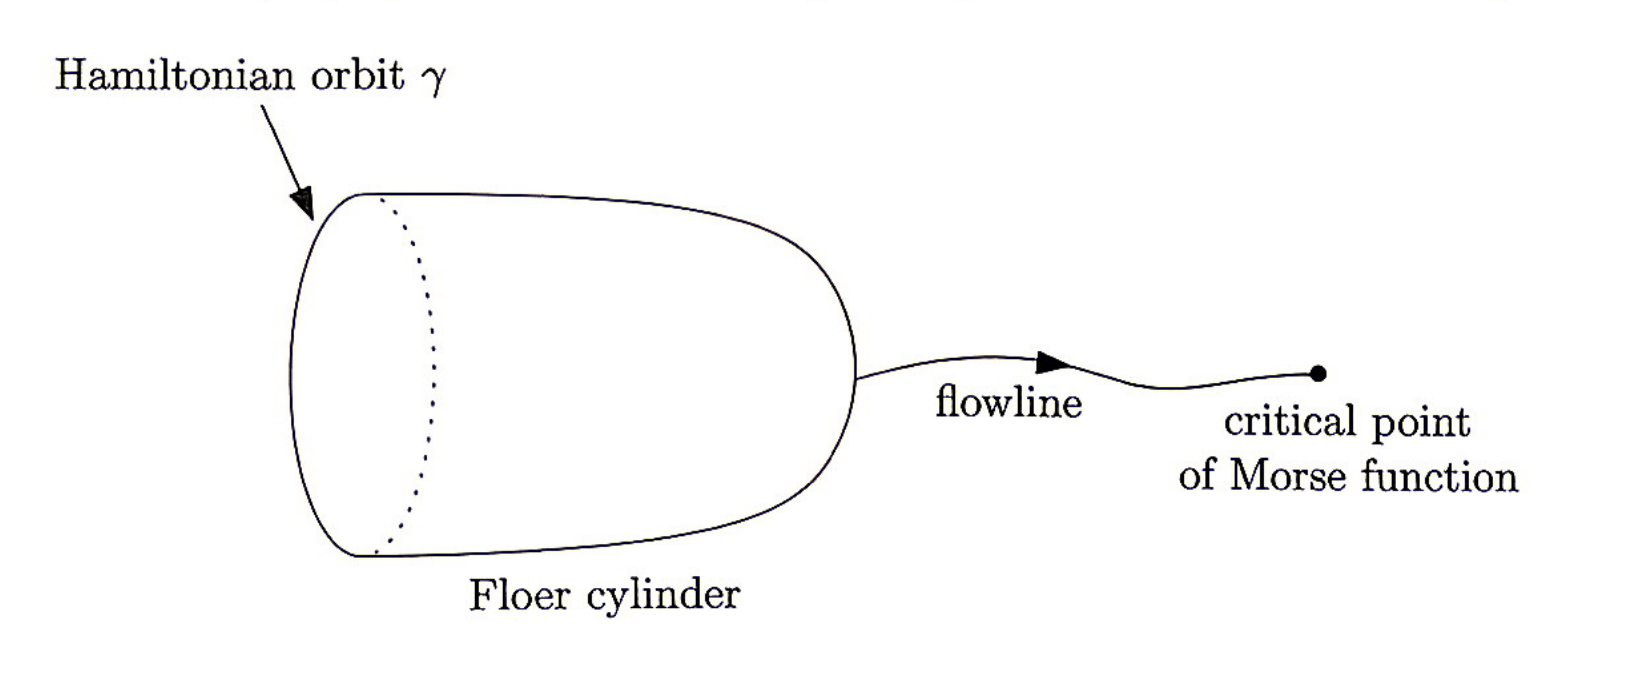 Hamiltonian orbit γ
flowline
critical point
of Morse function
Floer cylinder